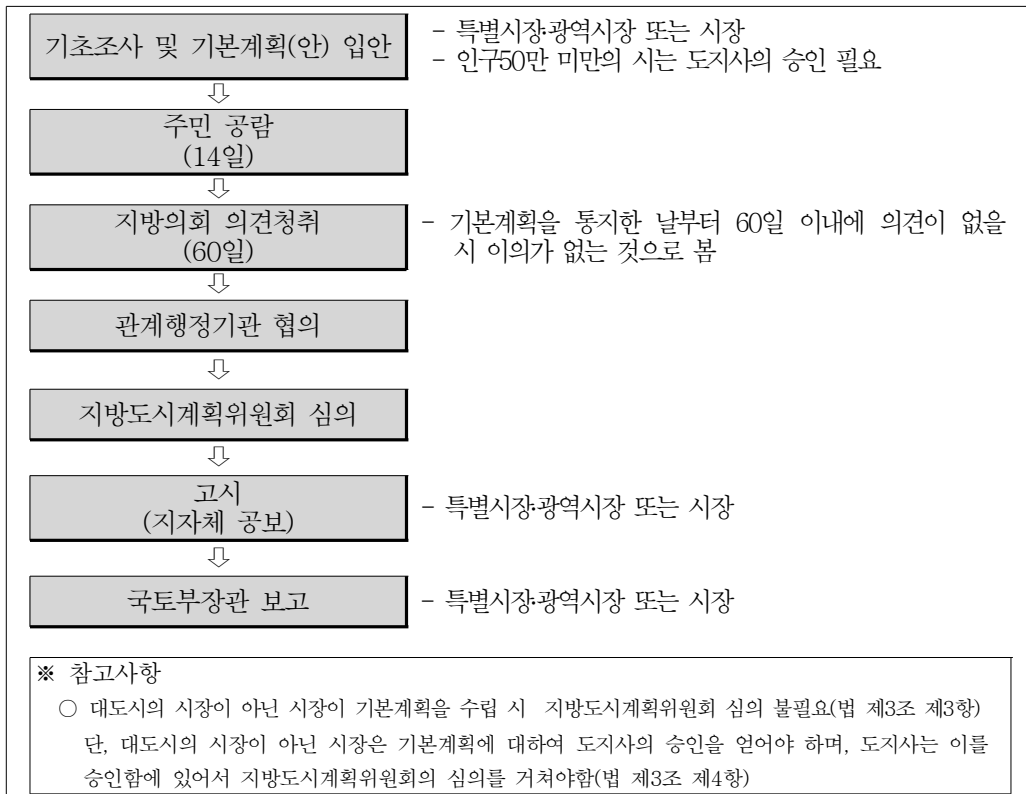 기초조사 및 기본계획(안) 입안
- 특별시장·광역시장 또는 시장
- 인구50만 미만의 시는 도지사의 승인 필요
주민 공람
(14일)
지방의회 의견청취
(60일)
- 기본계획을 통지한 날부터 60일 이내에 의견이 없을
시 이의가 없는 것으로 봄
관계행정기관 협의
지방도시계획위원회 심의
고시
(지자체 공보)
- 특별시장·광역시장 또는 시장
국토부장관 보고
- 특별시장·광역시장 또는 시장
※ 참고사항
○ 대도시의 시장이 아닌 시장이 기본계획을 수립 시 지방도시계획위원회 심의 불필요(법 제3조 제3항)
단, 대도시의 시장이 아닌 시장은 기본계획에 대하여 도지사의 승인을 얻어야 하며, 도지사는 이를
승인함에 있어서 지방도시계획위원회의 심의를 거쳐야함(법 제3조 제4항)